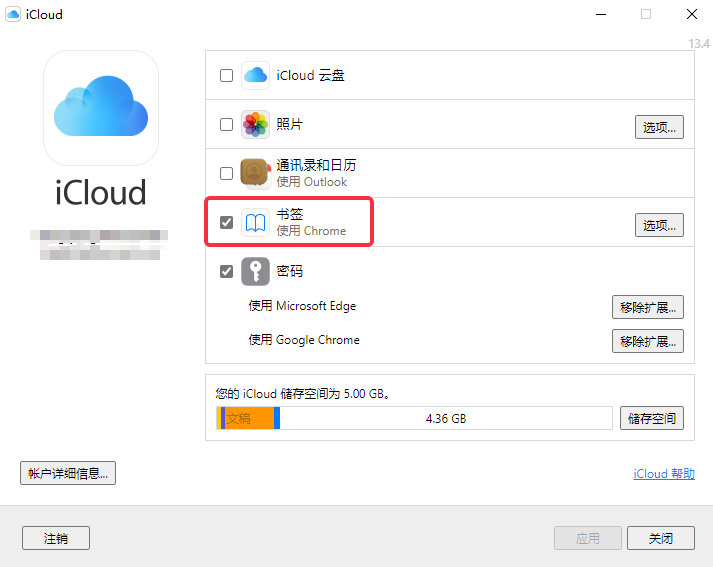 iCloud
13.4
iCloud
iCloud 云盘
照片
选项...
通讯录和日历
使用 Outlook
书签
使用 Chrome
选项...
密码
使用 Microsoft Edge
移除扩展...
使用 Google Chrome
移除扩展...
您的 iCloud 储存空间为 5.00 GB。
文稿
4.36 GB
储存空间
帐户详细信息...
iCloud 帮助
注销
应用
关闭